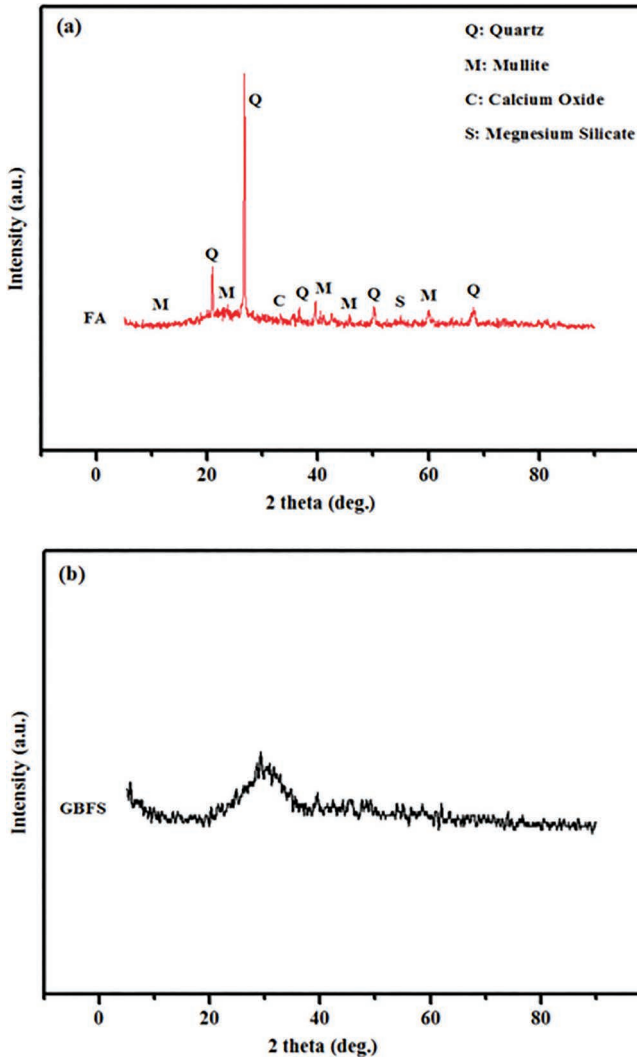 (a)
Q: Quartz
M: Mullite
C: Calcium Oxide
S: Megnesium Silicate
Q
Q
M
M
C
Q
M
M
Q
S
M
Q
FA
Intensity (a.u.)
0 20 40 60 80
2 theta (deg.)
(b)
GBFS
Intensity (a.u.)
0 20 40 60 80
2 theta (deg.)